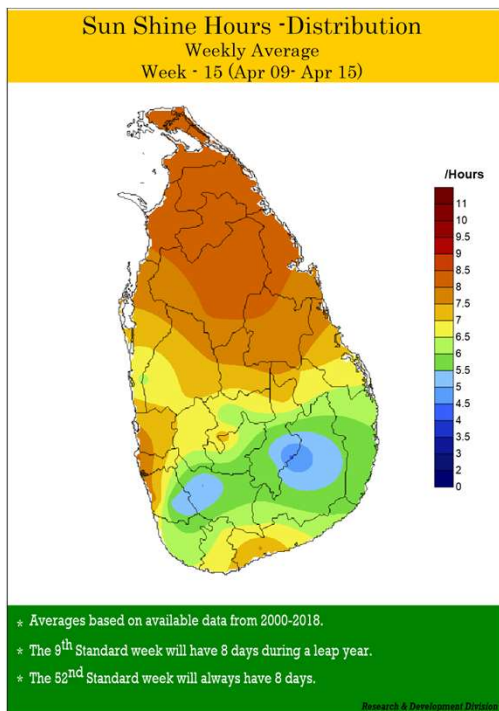 Sun Shine Hours -Distribution
Weekly Average
Week - 15 (Apr 09- Apr 15)
/Hours
11
10
9.5
9
8.5
8
7.5
7
6.5
6
5.5
5
4.5
4
3.5
3
2
0
* Averages based on available data from 2000-2018.
* The 9th Standard week will have 8 days during a leap year.
* The 52nd Standard week will always have 8 days.
Research & Development Division